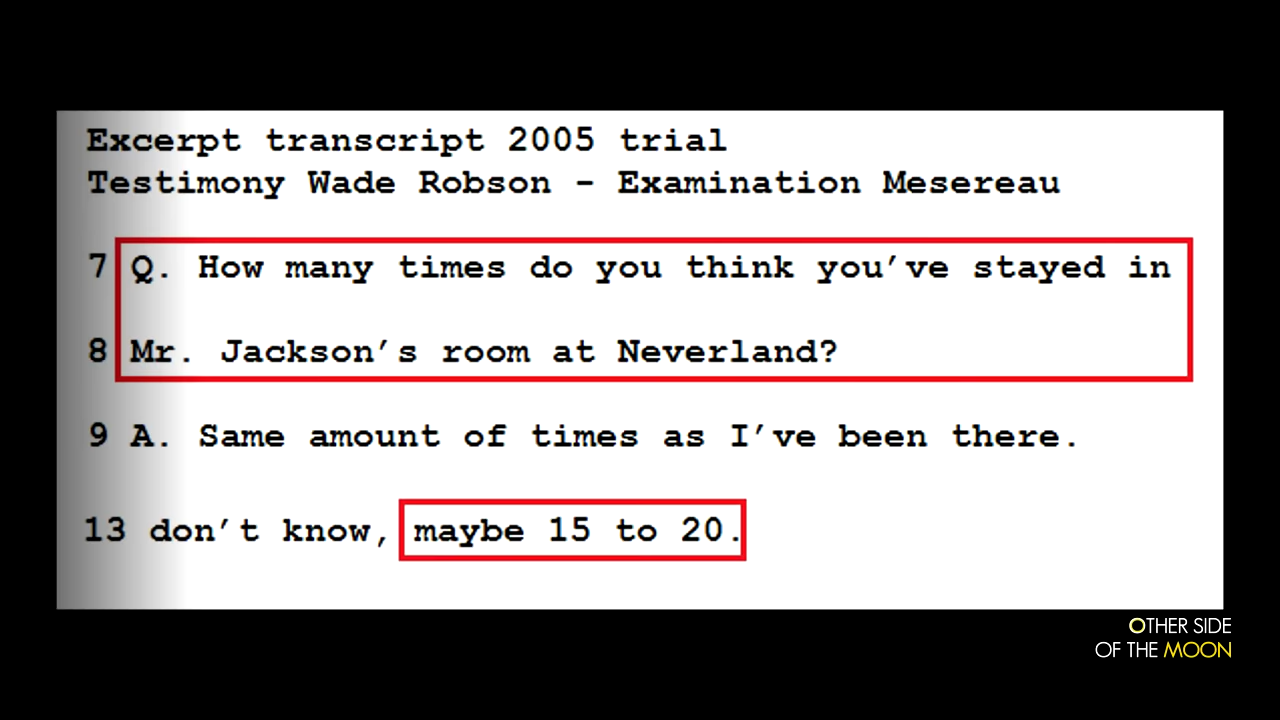 Excerpt transcript 2005 trial
Testimony Wade Robson - Examination Mesereau
7 Q. How many times do you think you’ve stayed in
8 Mr. Jackson’s room at Neverland?
9 A. Same amount of times as I’ve been there.
13 don’t know, maybe 15 to 20.
OTHER SIDE
OF THE MOON